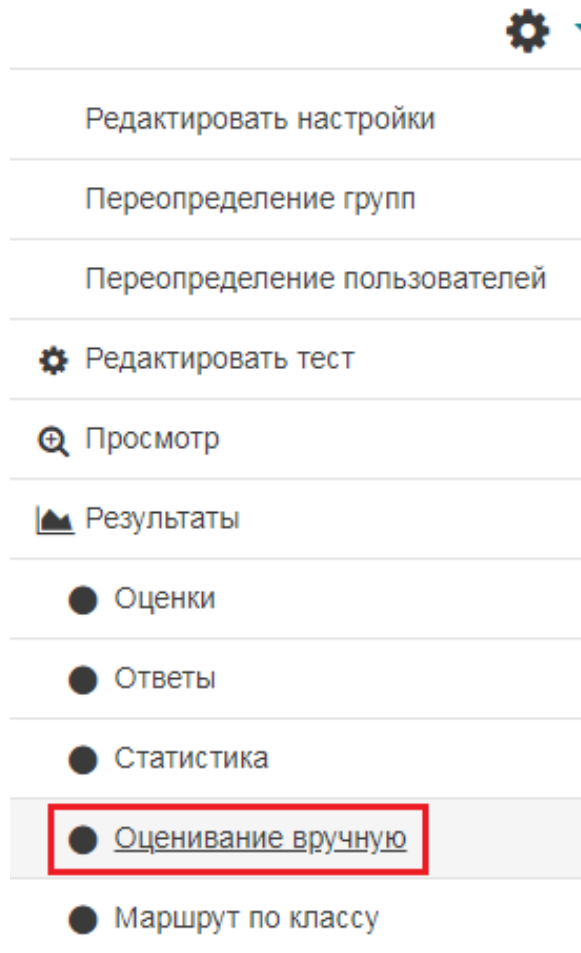 Редактировать настройки
Переопределение групп
Переопределение пользователей
Редактировать тест
Просмотр
Результаты
Оценки
Ответы
Статистика
Оценивание вручную
Маршрут по классу